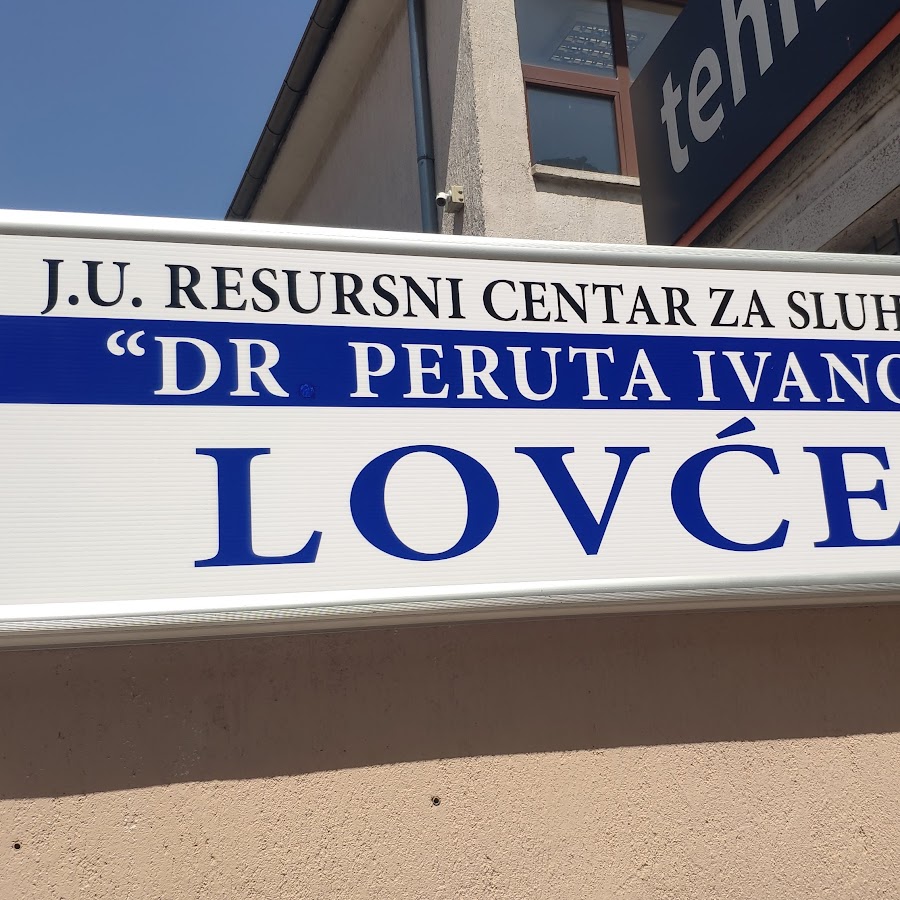 tehn
J.U. RESURSNI CENTAR ZA SLUH
“DR PERUTA IVANO
LOVĆE